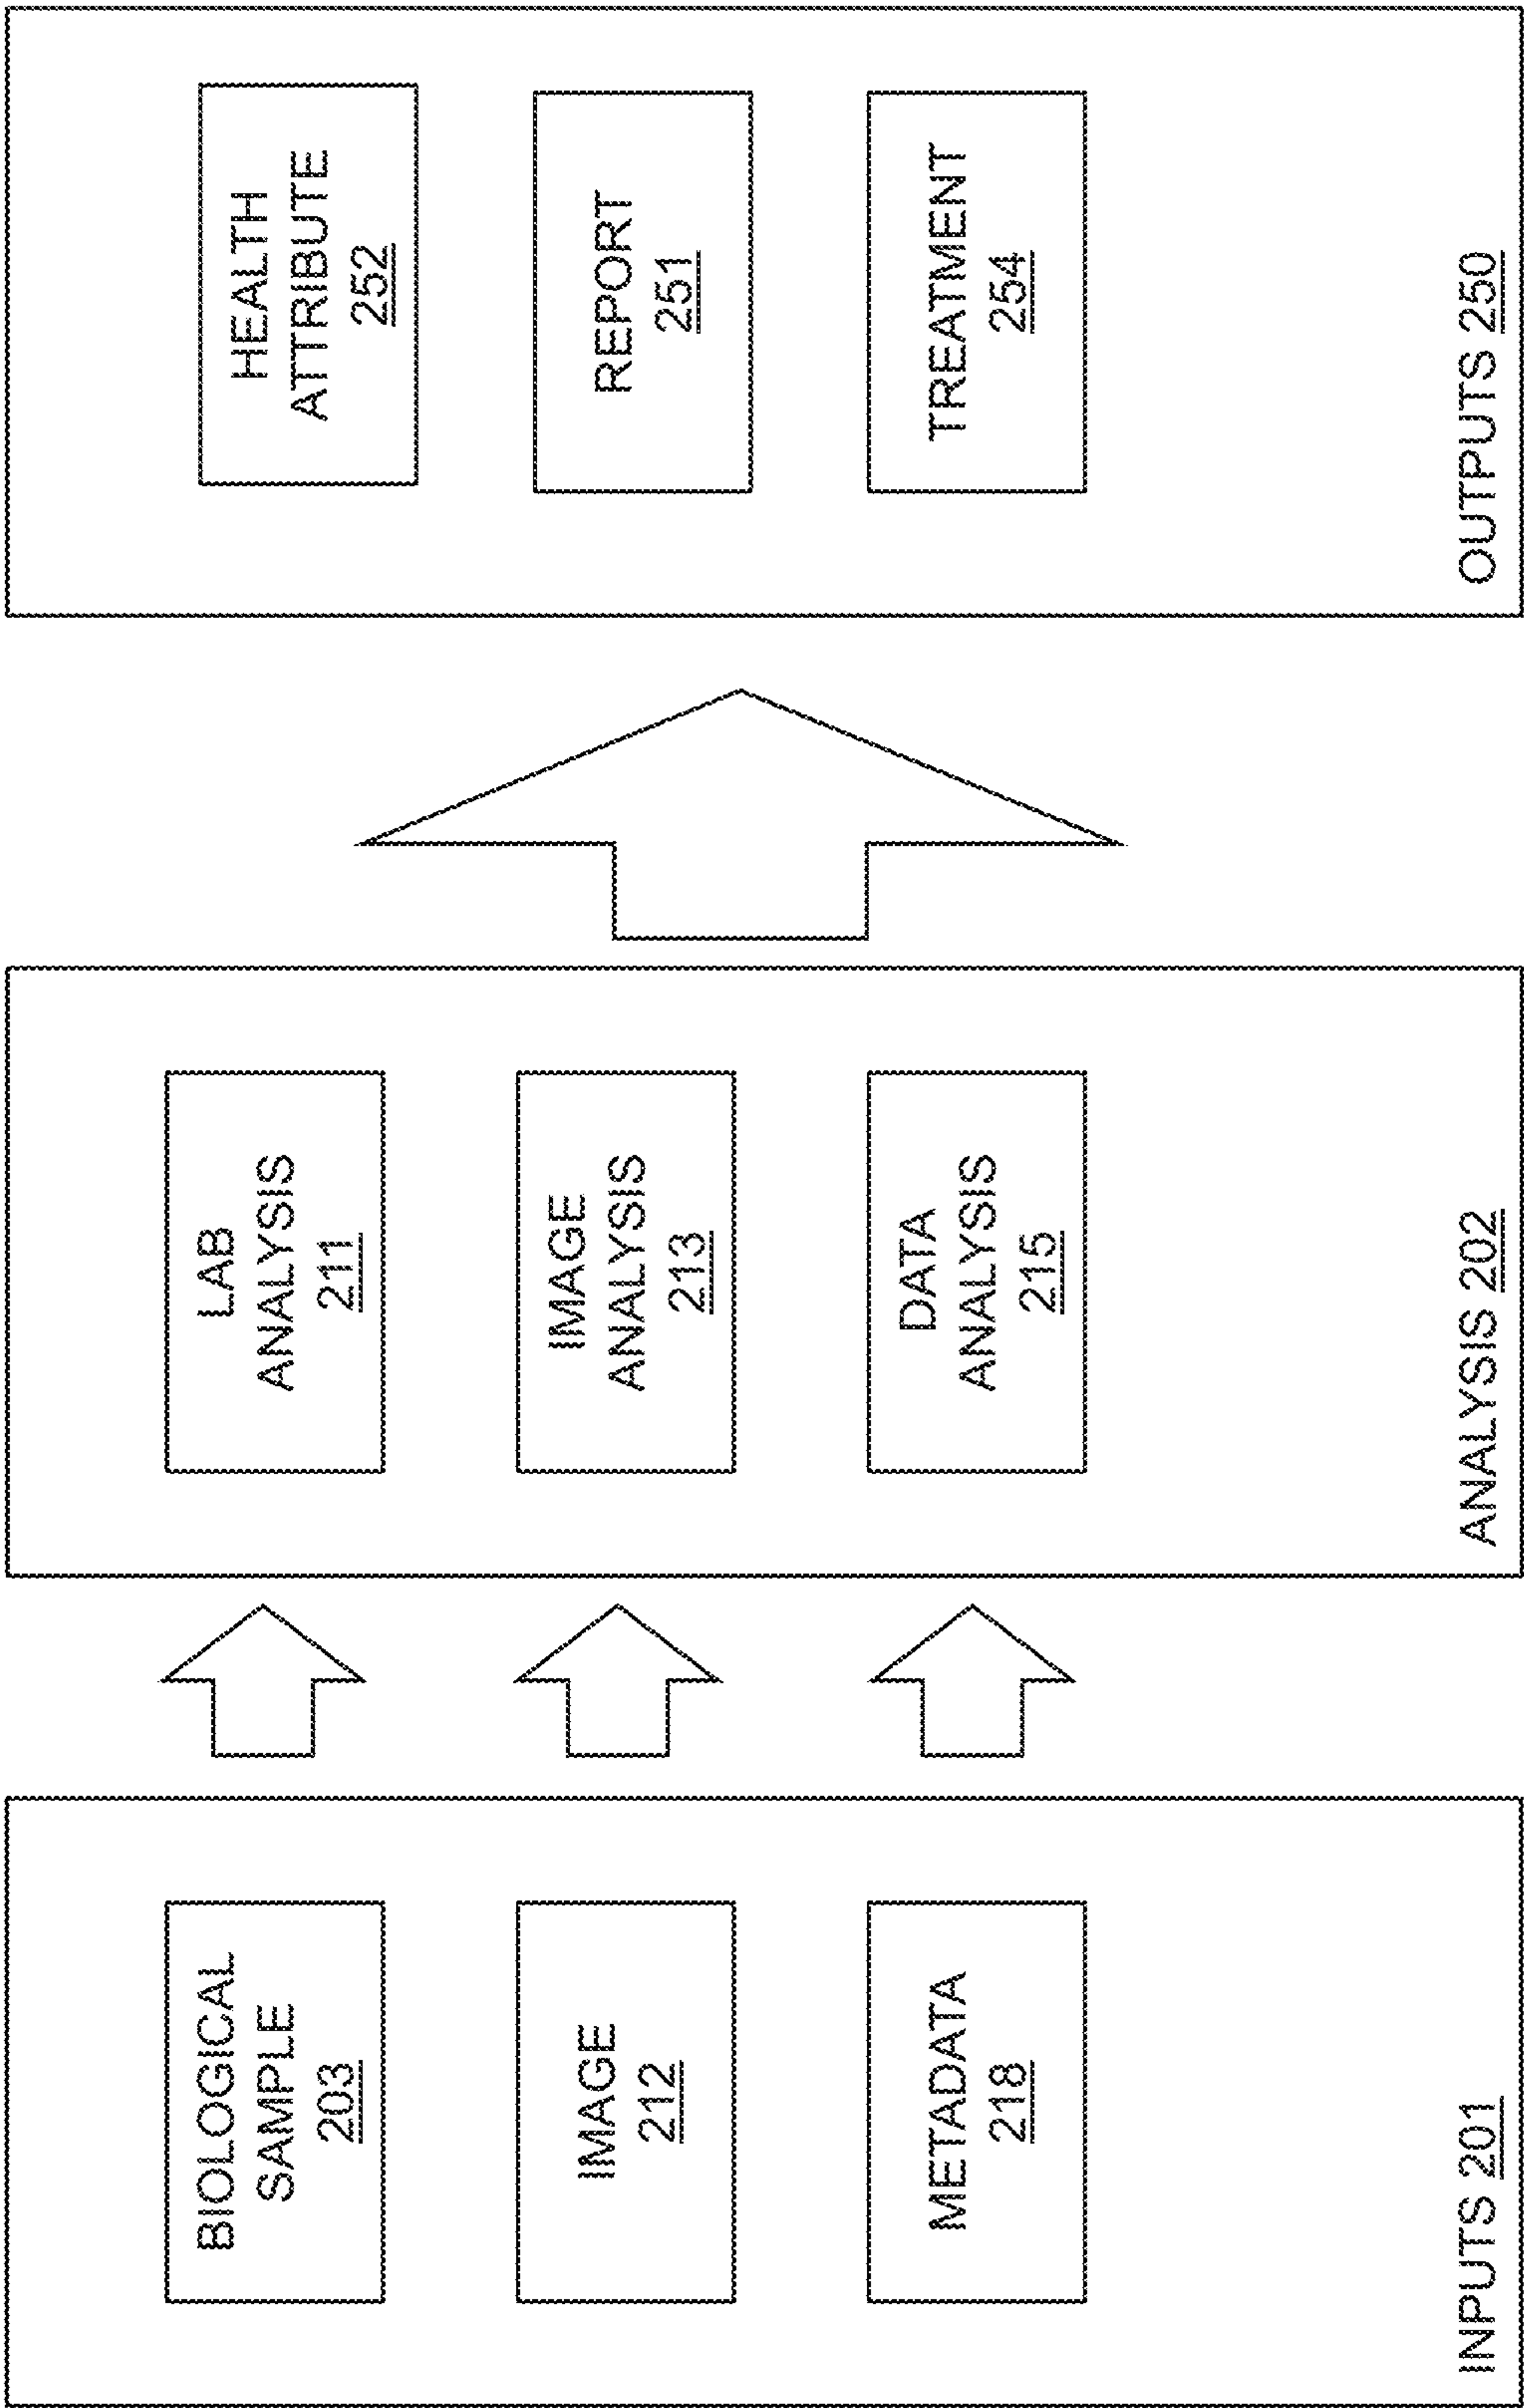 BIOLOGICAL
SAMPLE
203
IMAGE
212
METADATA
218
INPUTS 201
LAB
ANALYSIS
211
IMAGE
ANALYSIS
213
DATA
ANALYSIS
215
ANALYSIS 202
HEALTH
ATTRIBUTE
252
REPORT
251
TREATMENT
254
OUTPUTS 250